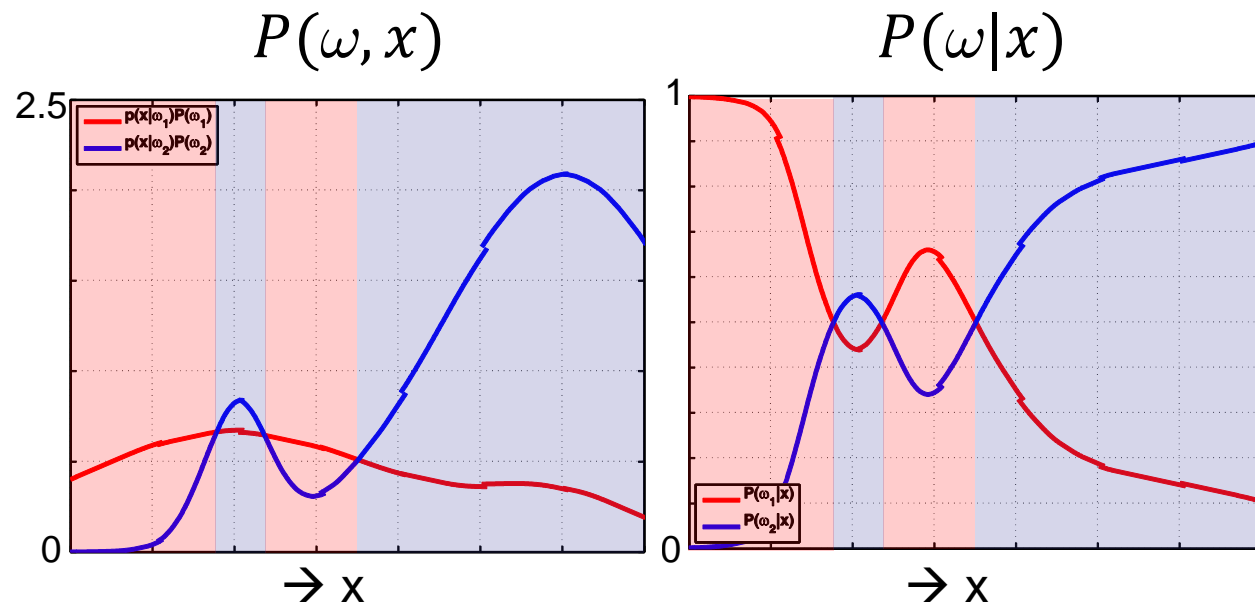 P(ω, x)
2.5
p(x|ω₁)P(ω₁)
p(x|ω₂)P(ω₂)
0
→ x
P(ω|x)
1
P(ω₁|x)
P(ω₂|x)
0
→ x